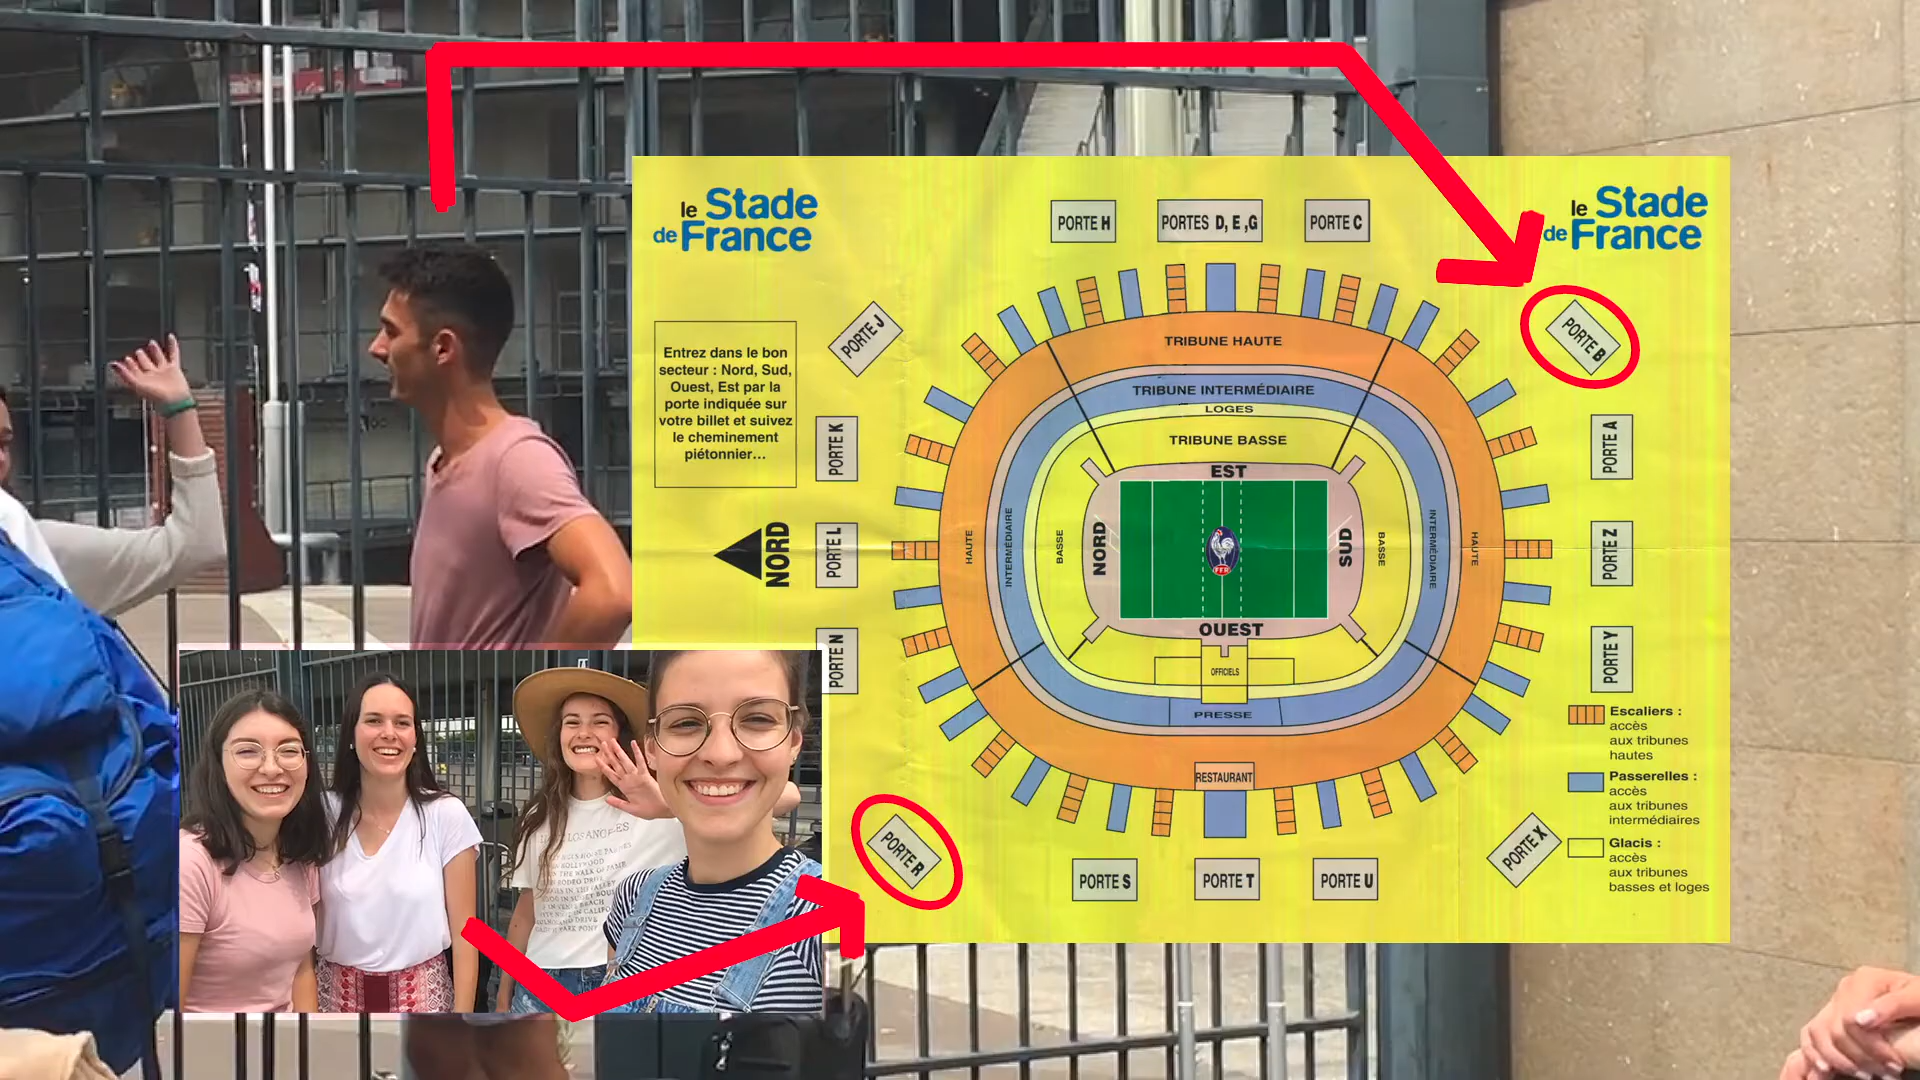 le Stade
de France
le Stade
de France
PORTE H
PORTES D, E ,G
PORTE C
PORTE J
PORTE B
Entrez dans le bon
secteur : Nord, Sud,
Ouest, Est par la
porte indiquée sur
votre billet et suivez
le cheminement
piétonnier...
TRIBUNE HAUTE
TRIBUNE INTERMÉDIAIRE
LOGES
TRIBUNE BASSE
EST
PORTE K
PORTE A
NORD
PORTE L
HAUTE
INTERMÉDIAIRE
BASSE
NORD
FFR
SUD
BASSE
INTERMÉDIAIRE
HAUTE
PORTE Z
OUEST
OFFICIELS
PRESSE
PORTE N
PORTE Y
RESTAURANT
Escaliers :
accès
aux tribunes
hautes
Passerelles :
accès
aux tribunes
intermédiaires
Glacis :
accès
aux tribunes
basses et loges
PORTE R
PORTE S
PORTE T
PORTE U
PORTE X
LOS ANGELES